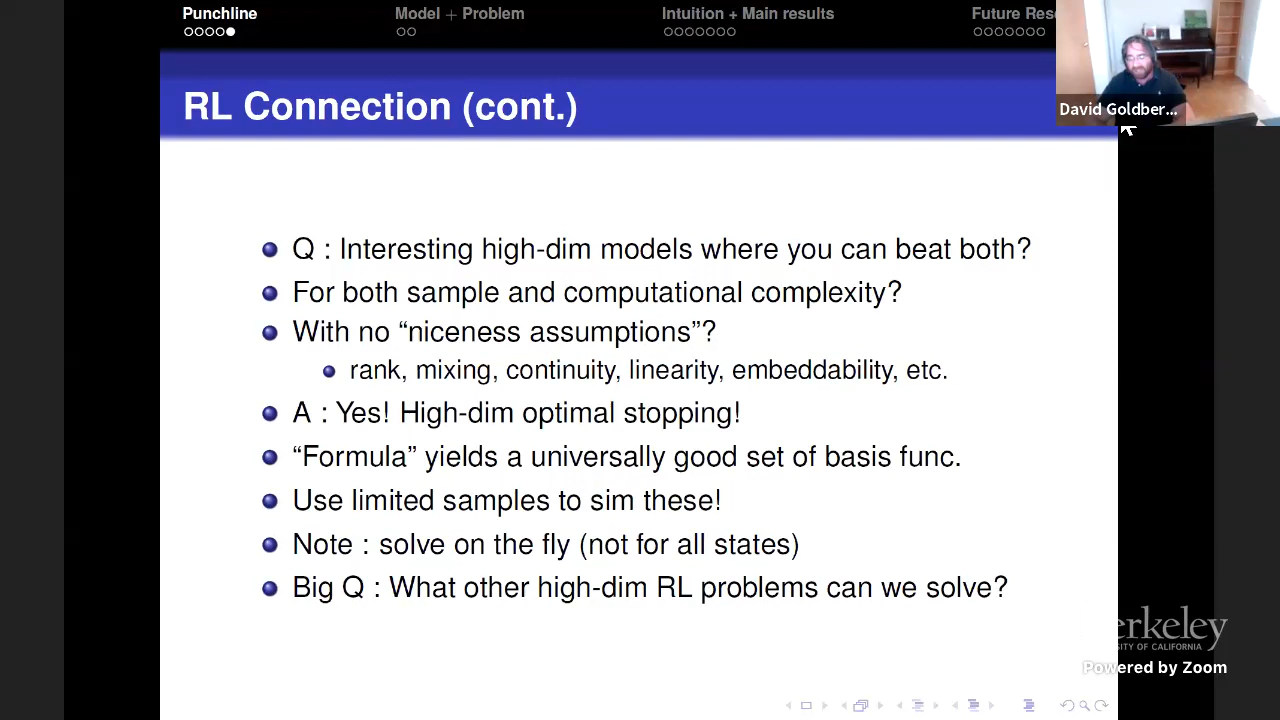 Punchline
Model + Problem
Intuition + Main results
Future Res
RL Connection (cont.)
David Goldber...
Q : Interesting high-dim models where you can beat both?
For both sample and computational complexity?
With no “niceness assumptions”?
rank, mixing, continuity, linearity, embeddability, etc.
A : Yes! High-dim optimal stopping!
“Formula” yields a universally good set of basis func.
Use limited samples to sim these!
Note : solve on the fly (not for all states)
Big Q : What other high-dim RL problems can we solve?
erkeley
SITY OF CALIFORNIA
Powered by Zoom